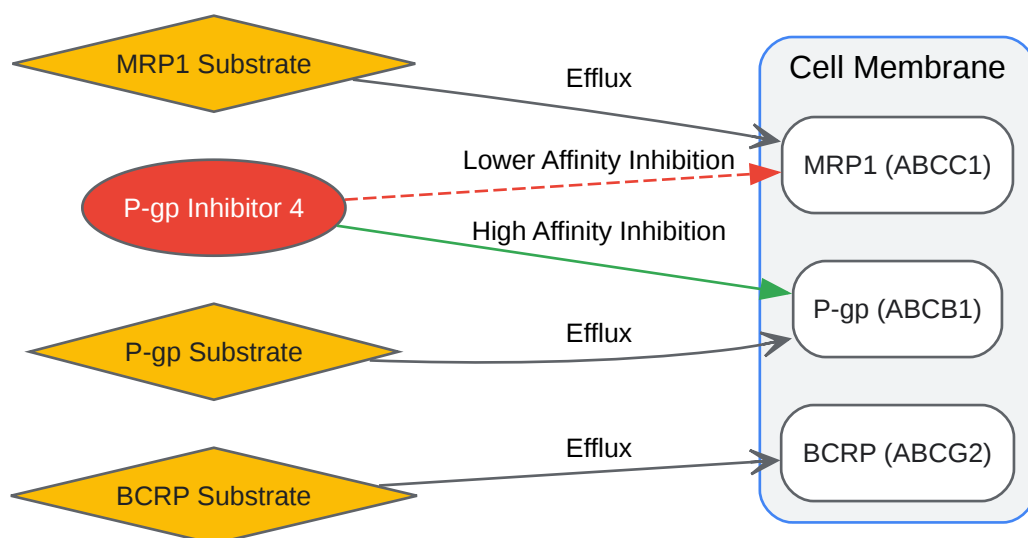 MRP1 Substrate
Efflux
Cell Membrane
MRP1 (ABCC1)
Lower Affinity Inhibition
P-gp Inhibitor 4
High Affinity Inhibition
P-gp (ABCB1)
P-gp Substrate
Efflux
BCRP (ABCG2)
Efflux
BCRP Substrate